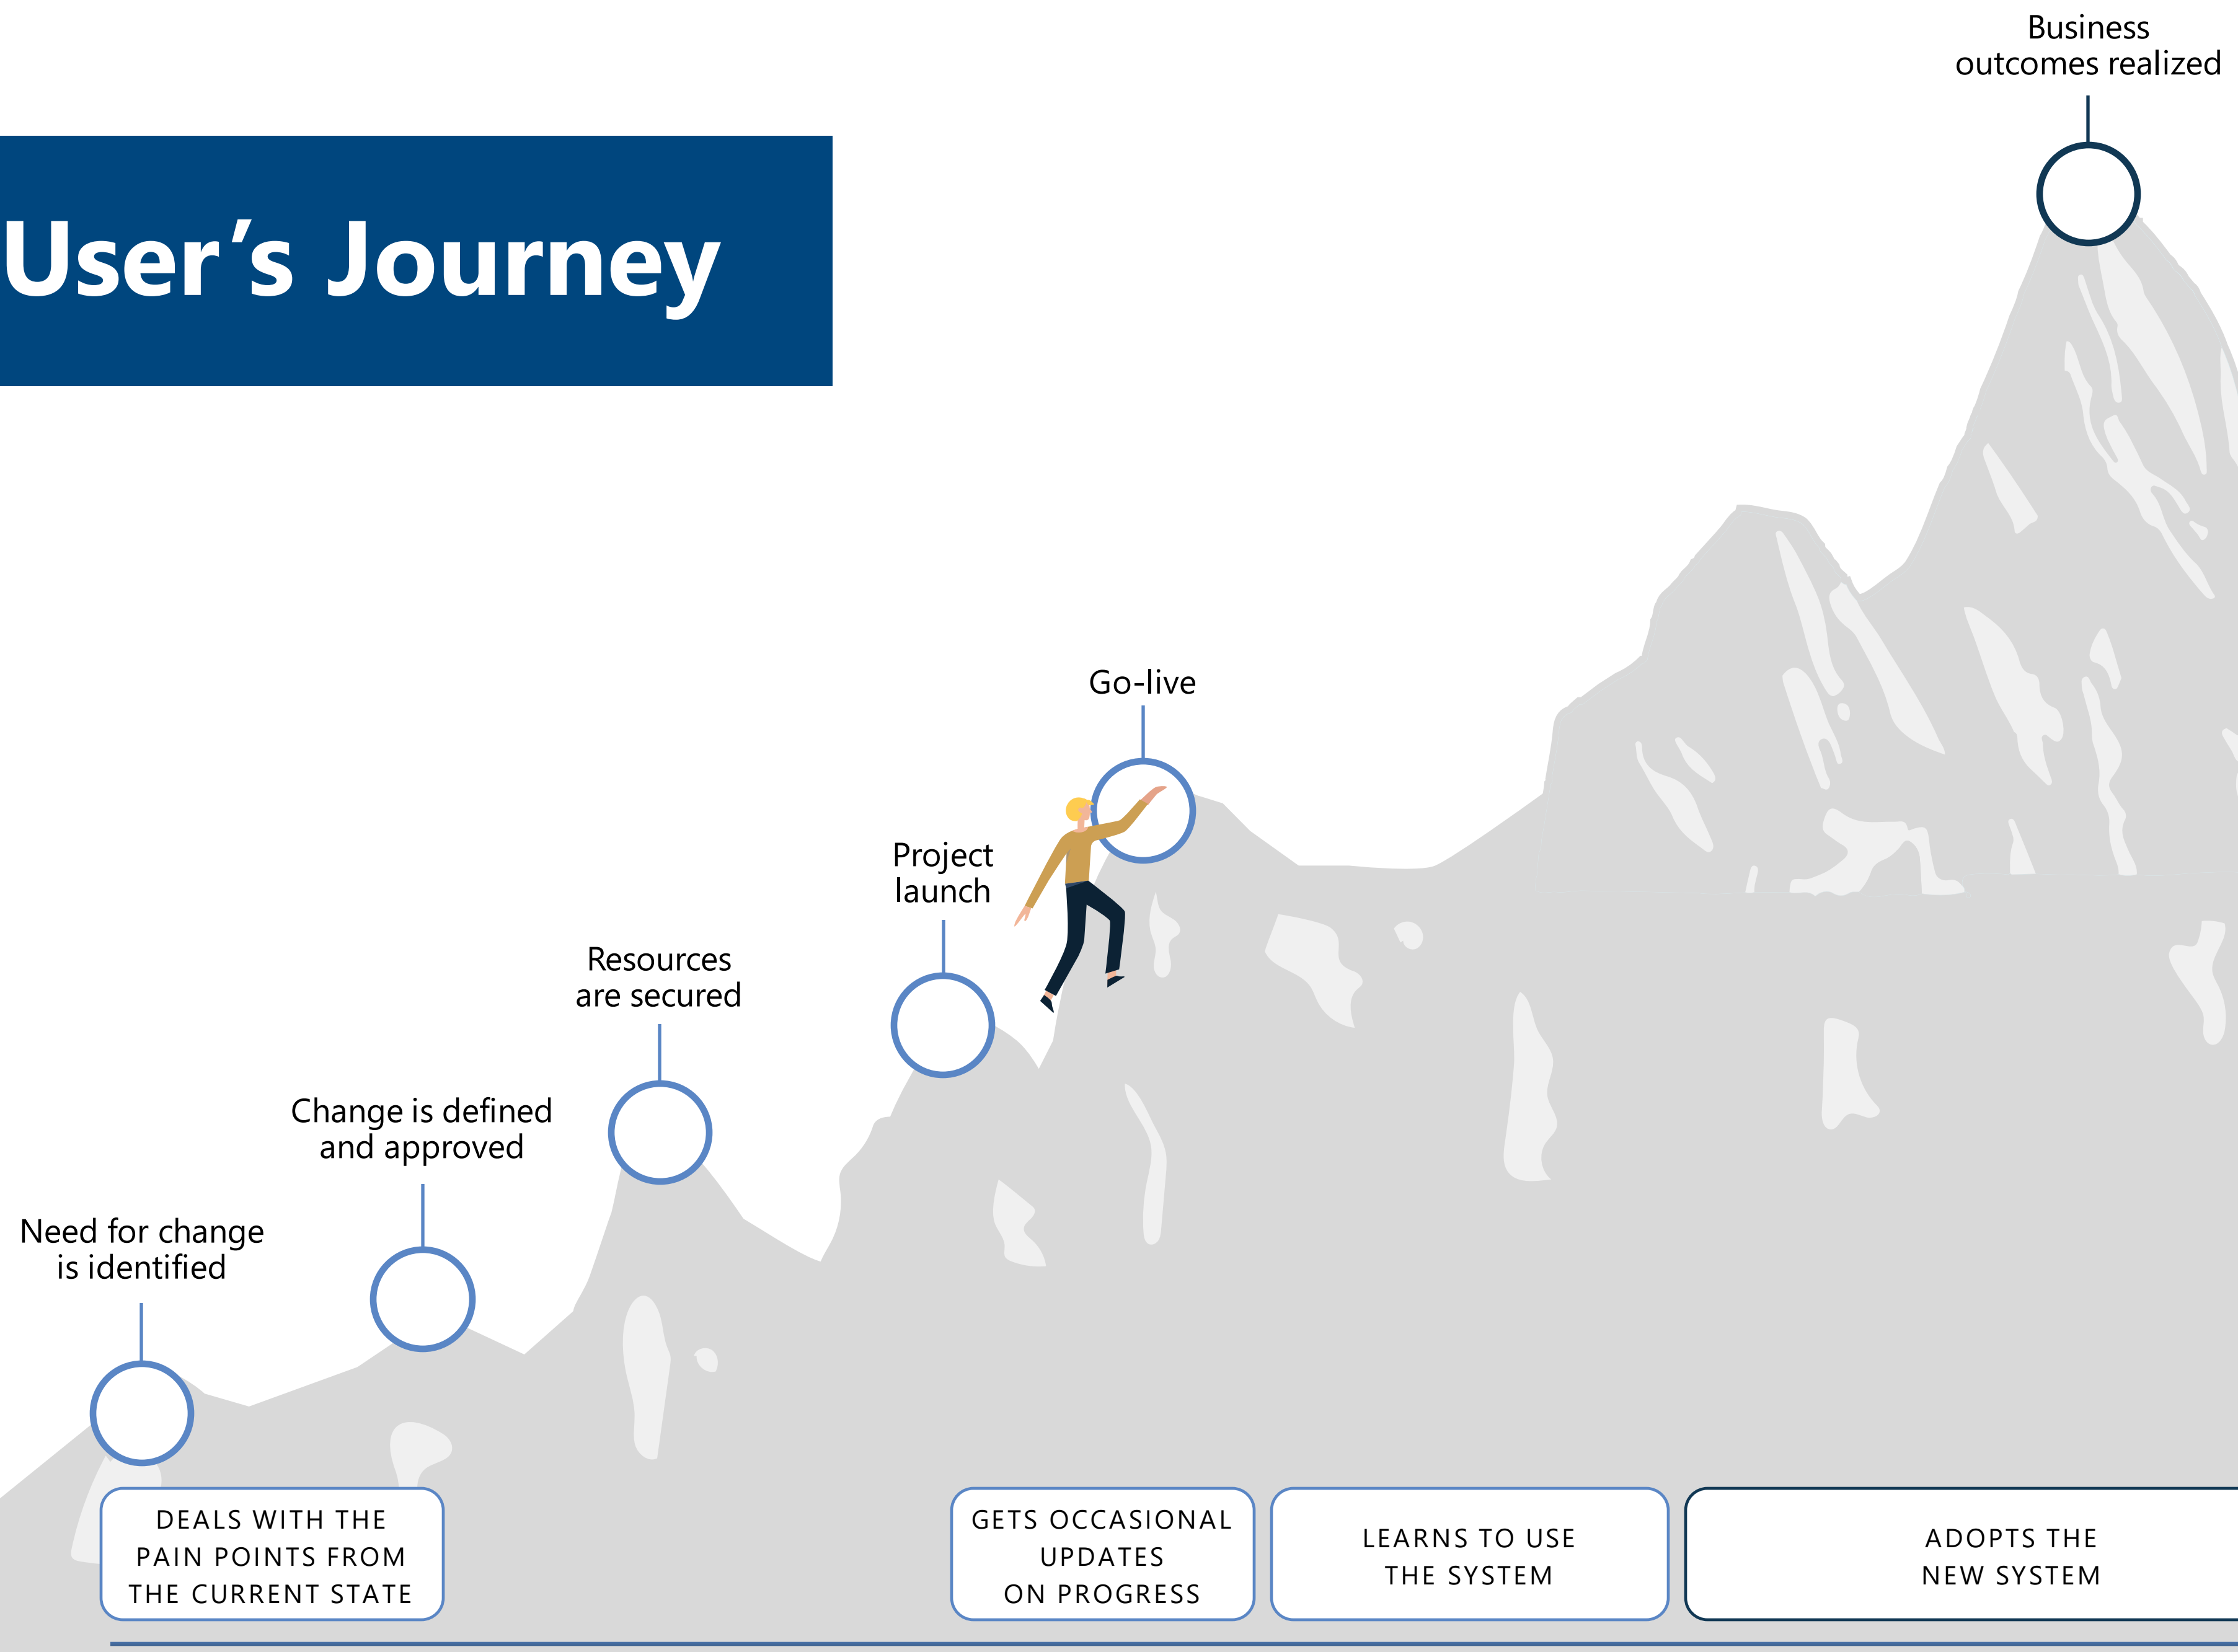 Business
outcomes realized
User’s Journey
Go-live
Project
launch
Resources
are secured
Change is defined
and approved
Need for change
is identified
DEALS WITH THE
PAIN POINTS FROM
THE CURRENT STATE
GETS OCCASIONAL
UPDATES
ON PROGRESS
LEARNS TO USE
THE SYSTEM
ADOPTS THE
NEW SYSTEM